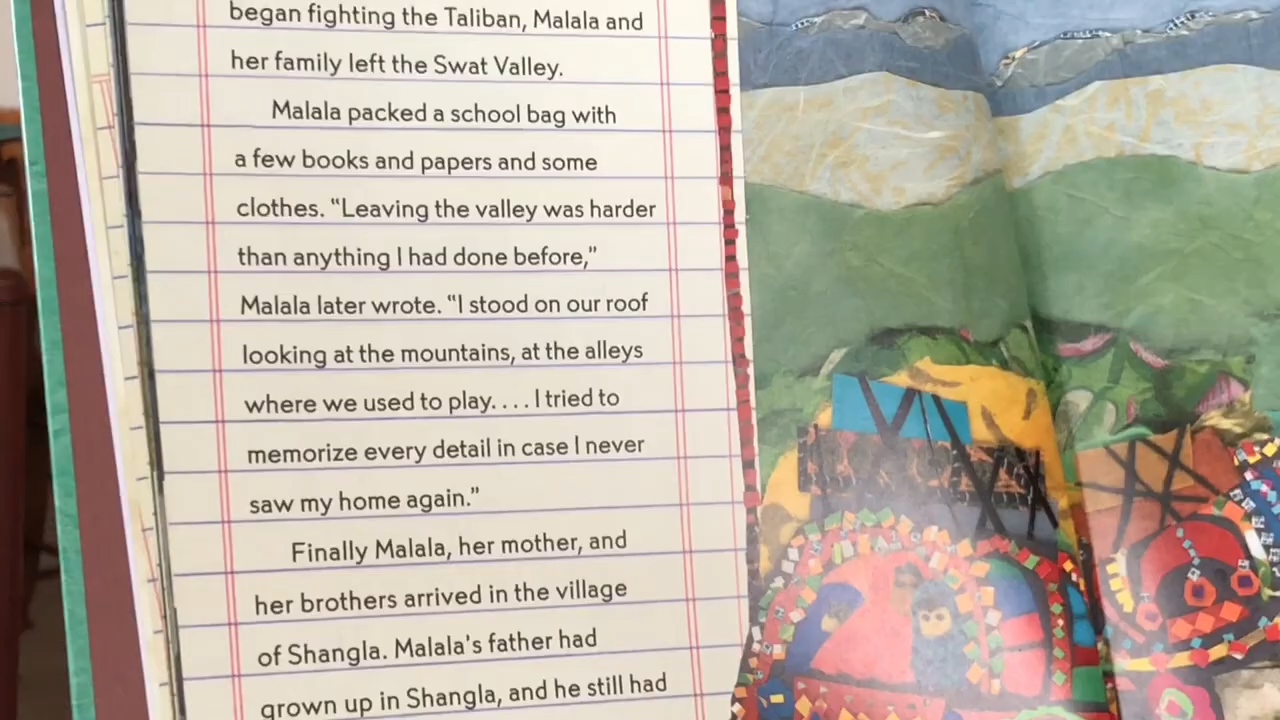 began fighting the Taliban, Malala and
her family left the Swat Valley.
Malala packed a school bag with
a few books and papers and some
clothes. “Leaving the valley was harder
than anything I had done before,”
Malala later wrote. “I stood on our roof
looking at the mountains, at the alleys
where we used to play. . . . I tried to
memorize every detail in case I never
saw my home again.”
Finally Malala, her mother, and
her brothers arrived in the village
of Shangla. Malala’s father had
grown up in Shangla, and he still had